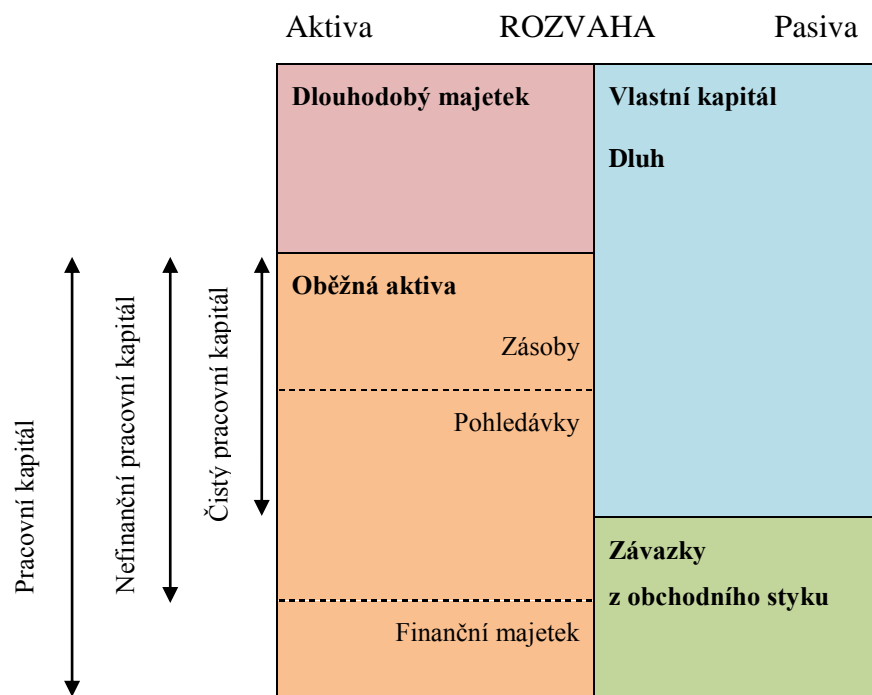 Aktiva ROZVAHA Pasiva
Dlouhodobý majetek
Vlastní kapitál
Dluh
Oběžná aktiva
Zásoby
Pohledávky
Finanční majetek
Závazky
z obchodního styku
Pracovní kapitál
Nefinanční pracovní kapitál
Čistý pracovní kapitál